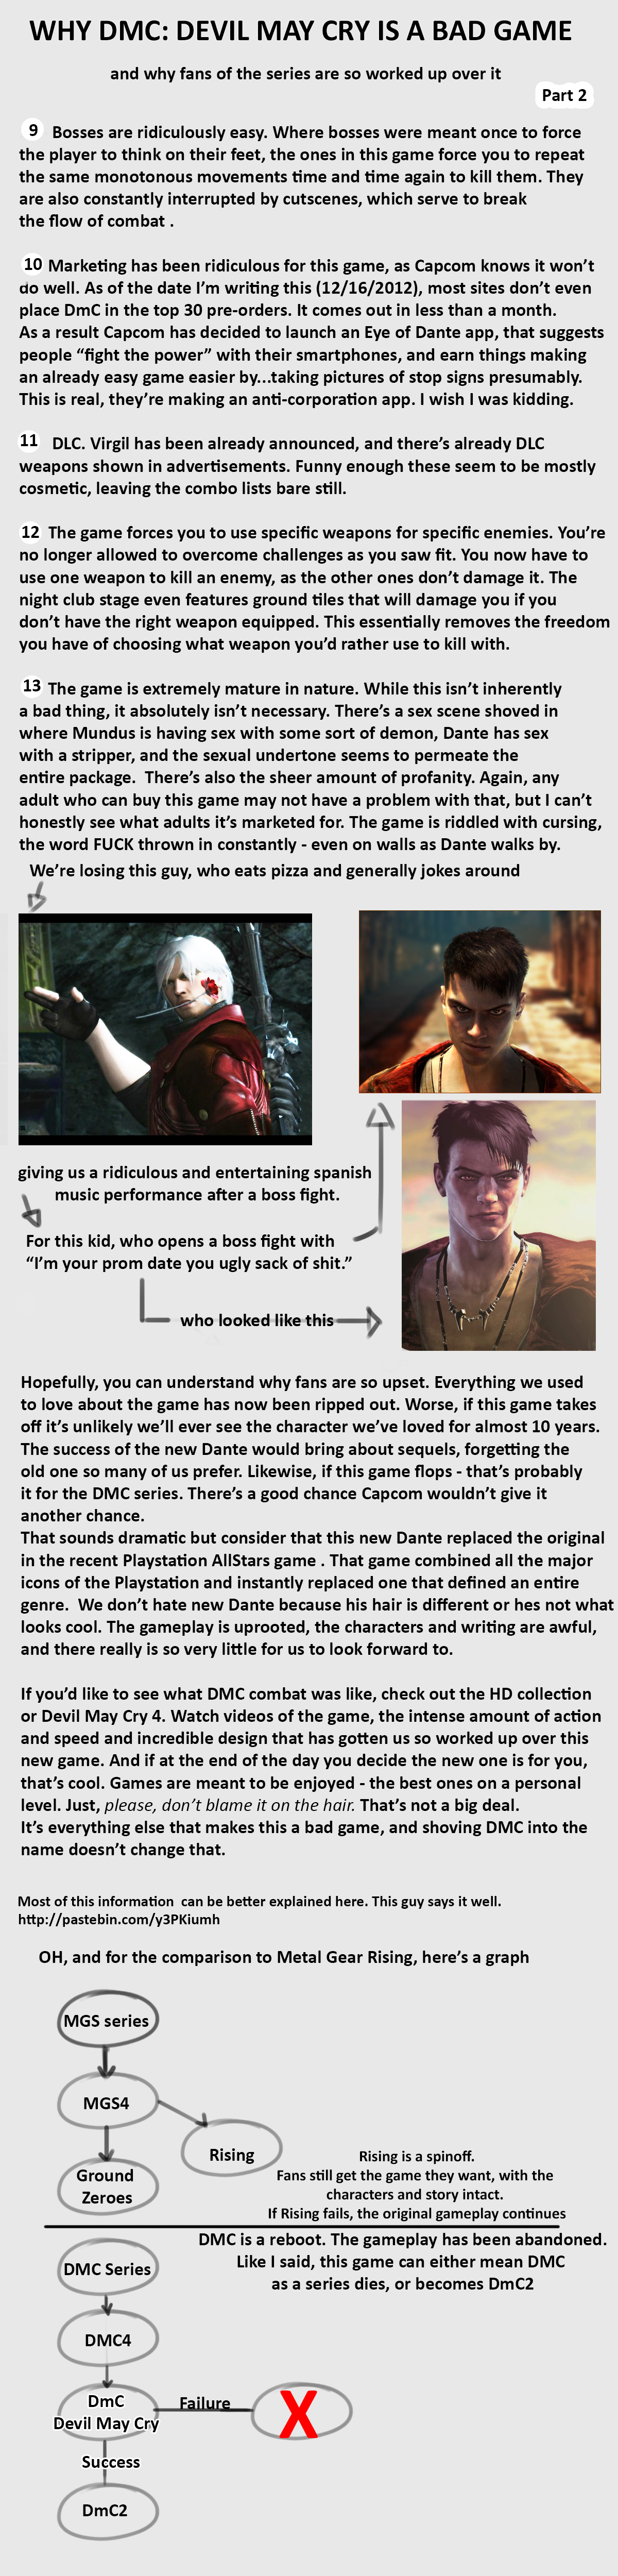 WHY DMC: DEVIL MAY CRY IS A BAD GAME
and why fans of the series are so worked up over it
Part 2
9 Bosses are ridiculously easy. Where bosses were meant once to force
the player to think on their feet, the ones in this game force you to repeat
the same monotonous movements time and time again to kill them. They
are also constantly interrupted by cutscenes, which serve to break
the flow of combat .
10 Marketing has been ridiculous for this game, as Capcom knows it won't
do well. As of the date I'm writing this (12/16/2012), most sites don't even
place DmC in the top 30 pre-orders. It comes out in less than a month.
As a result Capcom has decided to launch an Eye of Dante app, that suggests
people “fight the power” with their smartphones, and earn things making
an already easy game easier by...taking pictures of stop signs presumably.
This is real, they're making an anti-corporation app. I wish I was kidding.
11 DLC. Virgil has been already announced, and there's already DLC
weapons shown in advertisements. Funny enough these seem to be mostly
cosmetic, leaving the combo lists bare still.
12 The game forces you to use specific weapons for specific enemies. You're
no longer allowed to overcome challenges as you saw fit. You now have to
use one weapon to kill an enemy, as the other ones don't damage it. The
night club stage even features ground tiles that will damage you if you
don't have the right weapon equipped. This essentially removes the freedom
you have of choosing what weapon you'd rather use to kill with.
13 The game is extremely mature in nature. While this isn't inherently
a bad thing, it absolutely isn't necessary. There's a sex scene shoved in
where Mundus is having sex with some sort of demon, Dante has sex
with a stripper, and the sexual undertone seems to permeate the
entire package. There's also the sheer amount of profanity. Again, any
adult who can buy this game may not have a problem with that, but I can't
honestly see what adults it's marketed for. The game is riddled with cursing,
the word FUCK thrown in constantly - even on walls as Dante walks by.
We're losing this guy, who eats pizza and generally jokes around
giving us a ridiculous and entertaining spanish
music performance after a boss fight.
For this kid, who opens a boss fight with
“I'm your prom date you ugly sack of shit.”
who looked like this
Hopefully, you can understand why fans are so upset. Everything we used
to love about the game has now been ripped out. Worse, if this game takes
off it's unlikely we'll ever see the character we've loved for almost 10 years.
The success of the new Dante would bring about sequels, forgetting the
old one so many of us prefer. Likewise, if this game flops - that's probably
it for the DMC series. There's a good chance Capcom wouldn't give it
another chance.
That sounds dramatic but consider that this new Dante replaced the original
in the recent Playstation AllStars game . That game combined all the major
icons of the Playstation and instantly replaced one that defined an entire
genre. We don't hate new Dante because his hair is different or hes not what
looks cool. The gameplay is uprooted, the characters and writing are awful,
and there really is so very little for us to look forward to.
If you'd like to see what DMC combat was like, check out the HD collection
or Devil May Cry 4. Watch videos of the game, the intense amount of action
and speed and incredible design that has gotten us so worked up over this
new game. And if at the end of the day you decide the new one is for you,
that's cool. Games are meant to be enjoyed - the best ones on a personal
level. Just, please, don't blame it on the hair. That's not a big deal.
It's everything else that makes this a bad game, and shoving DMC into the
name doesn't change that.
Most of this information can be better explained here. This guy says it well.
http://pastebin.com/y3PKiumh
OH, and for the comparison to Metal Gear Rising, here's a graph
MGS series
MGS4
Rising
Ground
Zeroes
Rising is a spinoff.
Fans still get the game they want, with the
characters and story intact.
If Rising fails, the original gameplay continues
DMC is a reboot. The gameplay has been abandoned.
Like I said, this game can either mean DMC
as a series dies, or becomes DmC2
DMC Series
DMC4
DmC
Devil May Cry
Failure
X
Success
DmC2